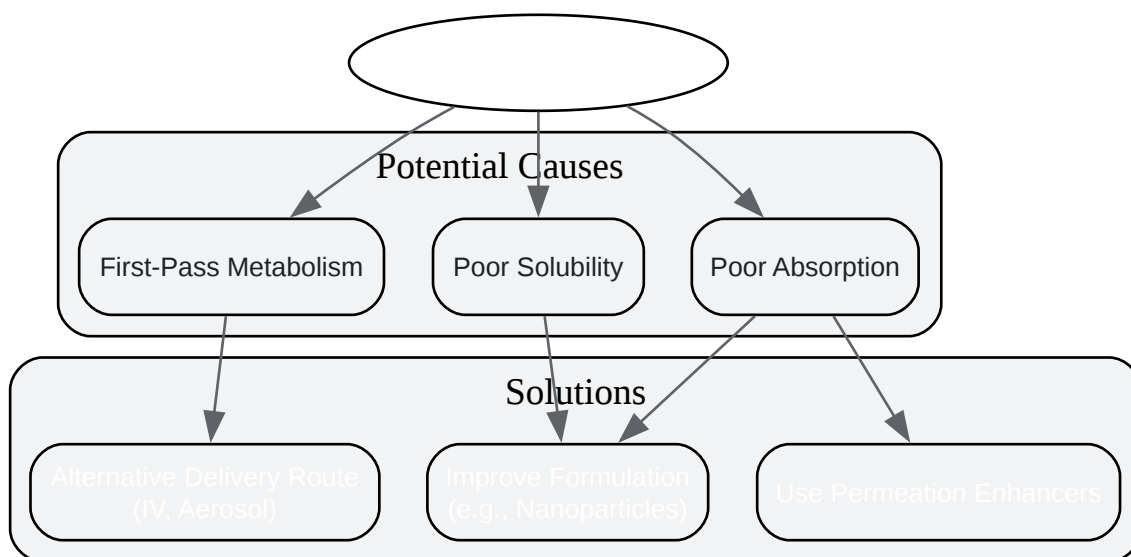 Potential Causes
First-Pass Metabolism
Poor Solubility
Poor Absorption
Solutions
Alternative Delivery Route
(IV, Aerosol)
Improve Formulation
(e.g., Nanoparticles)
Use Permeation Enhancers